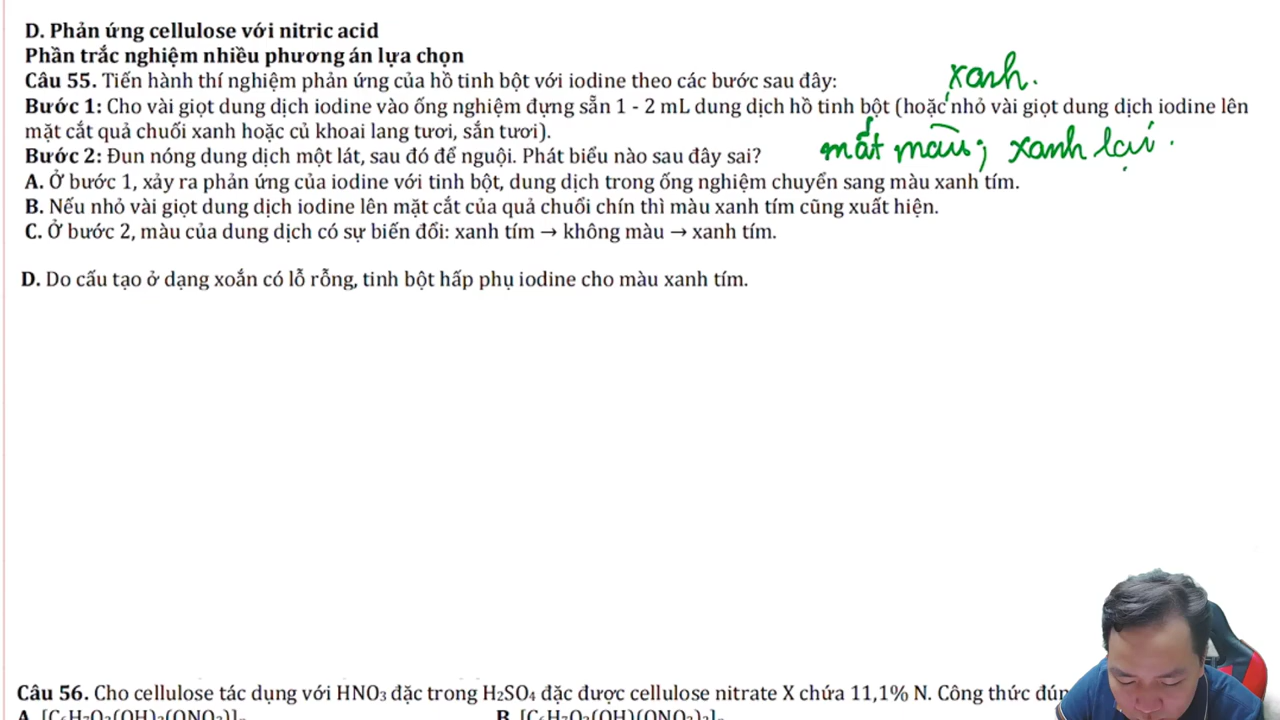 D. Phản ứng cellulose với nitric acid
Phần trắc nghiệm nhiều phương án lựa chọn
Câu 55. Tiến hành thí nghiệm phản ứng của hồ tinh bột với iodine theo các bước sau đây:
xanh.
Bước 1: Cho vài giọt dung dịch iodine vào ống nghiệm đựng sẵn 1 - 2 mL dung dịch hồ tinh bột (hoặc nhỏ vài giọt dung dịch iodine lên
mặt cắt quả chuối xanh hoặc củ khoai lang tươi, sắn tươi).
Bước 2: Đun nóng dung dịch một lát, sau đó để nguội. Phát biểu nào sau đây sai?
mất màu; xanh lại.
A. Ở bước 1, xảy ra phản ứng của iodine với tinh bột, dung dịch trong ống nghiệm chuyển sang màu xanh tím.
B. Nếu nhỏ vài giọt dung dịch iodine lên mặt cắt của quả chuối chín thì màu xanh tím cũng xuất hiện.
C. Ở bước 2, màu của dung dịch có sự biến đổi: xanh tím → không màu → xanh tím.
D. Do cấu tạo ở dạng xoắn có lỗ rỗng, tinh bột hấp phụ iodine cho màu xanh tím.
Câu 56. Cho cellulose tác dụng với HNO₃ đặc trong H₂SO₄ đặc được cellulose nitrate X chứa 11,1% N. Công thức